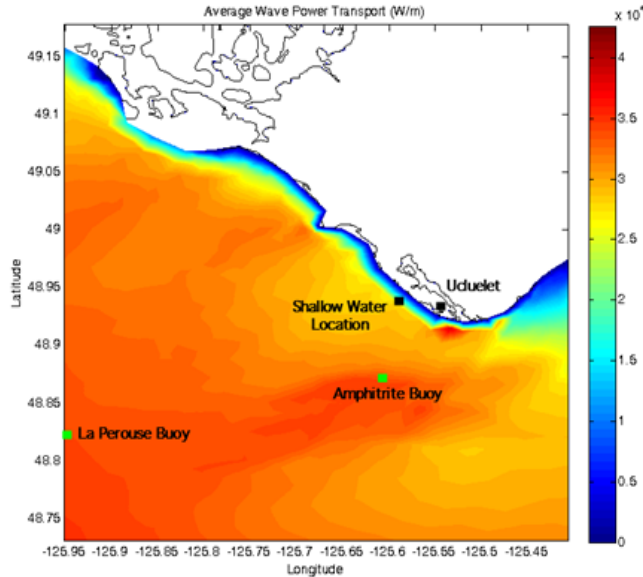 Average Wave Power Transport (W/m)
x 10⁴
49.15
49.1
49.05
49
48.95
48.9
48.85
48.8
48.75
Latitude
Ucluelet
Shallow Water
Location
Amphitrite Buoy
La Perouse Buoy
4
3.5
3
2.5
2
1.5
1
0.5
0
-125.95 -125.9 -125.85 -125.8 -125.75 -125.7 -125.65 -125.6 -125.55 -125.5 -125.45
Longitude